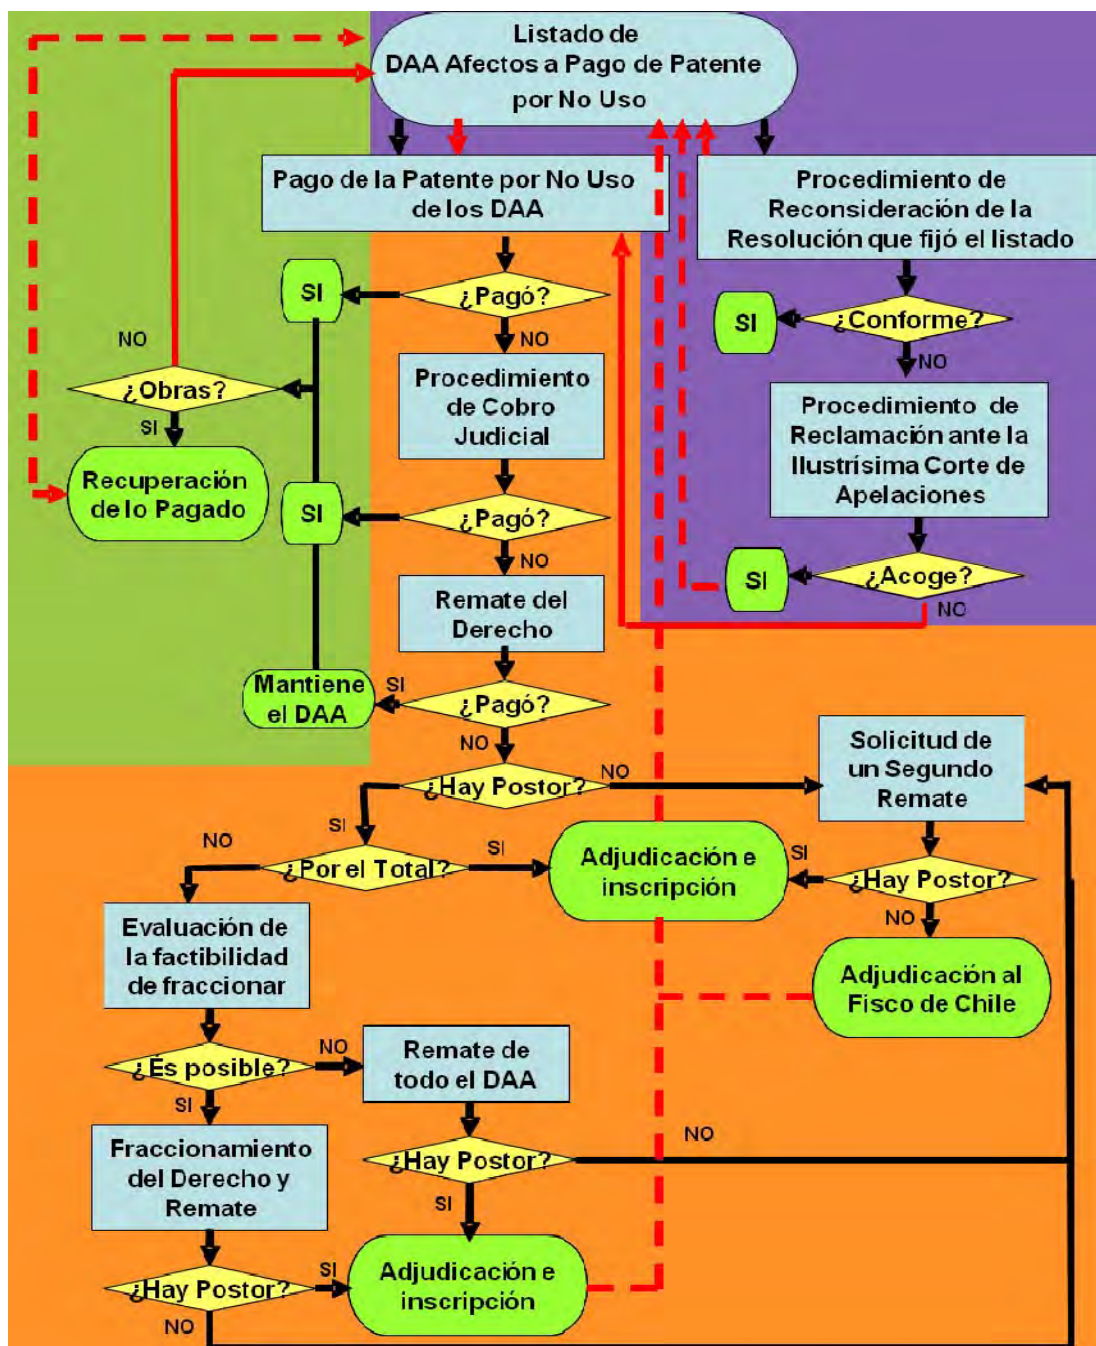 Listado de
DAA Afectos a Pago de Patente
por No Uso
Pago de la Patente por No Uso
de los DAA
Procedimiento de
Reconsideración de la
Resolución que fijó el listado
SI
¿Pagó?
SI
¿Conforme?
NO
NO
NO
¿Obras?
SI
Procedimiento
de Cobro
Judicial
Procedimiento de
Reclamación ante la
Ilustrísima Corte de
Apelaciones
Recuperación
de lo Pagado
SI
¿Pagó?
NO
SI
¿Acoge?
NO
Remate del
Derecho
Mantiene
el DAA
SI
¿Pagó?
NO
¿Hay Postor?
NO
Solicitud de
un Segundo
Remate
SI
NO
¿Por el Total?
SI
Adjudicación e
inscripción
SI
¿Hay Postor?
NO
Evaluación de
la factibilidad
de fraccionar
Adjudicación al
Fisco de Chile
¿És posible?
NO
Remate de
todo el DAA
SI
Fraccionamiento
del Derecho y
Remate
¿Hay Postor?
NO
SI
¿Hay Postor?
SI
Adjudicación e
inscripción
NO